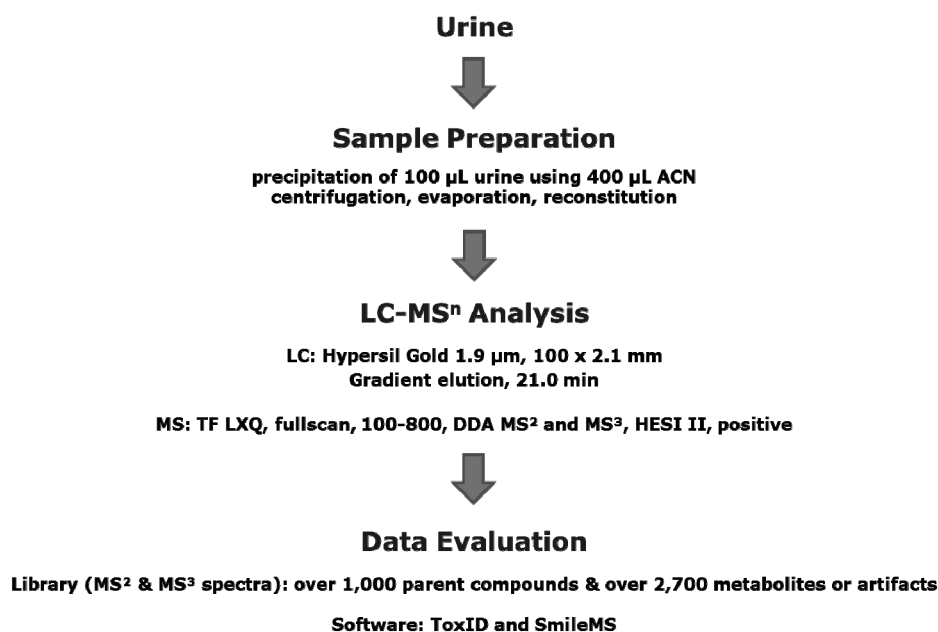 Urine
Sample Preparation
precipitation of 100 µL urine using 400 µL ACN
centrifugation, evaporation, reconstitution
LC-MSⁿ Analysis
LC: Hypersil Gold 1.9 µm, 100 x 2.1 mm
Gradient elution, 21.0 min
MS: TF LXQ, fullscan, 100-800, DDA MS² and MS³, HESI II, positive
Data Evaluation
Library (MS² & MS³ spectra): over 1,000 parent compounds & over 2,700 metabolites or artifacts
Software: ToxID and SmileMS